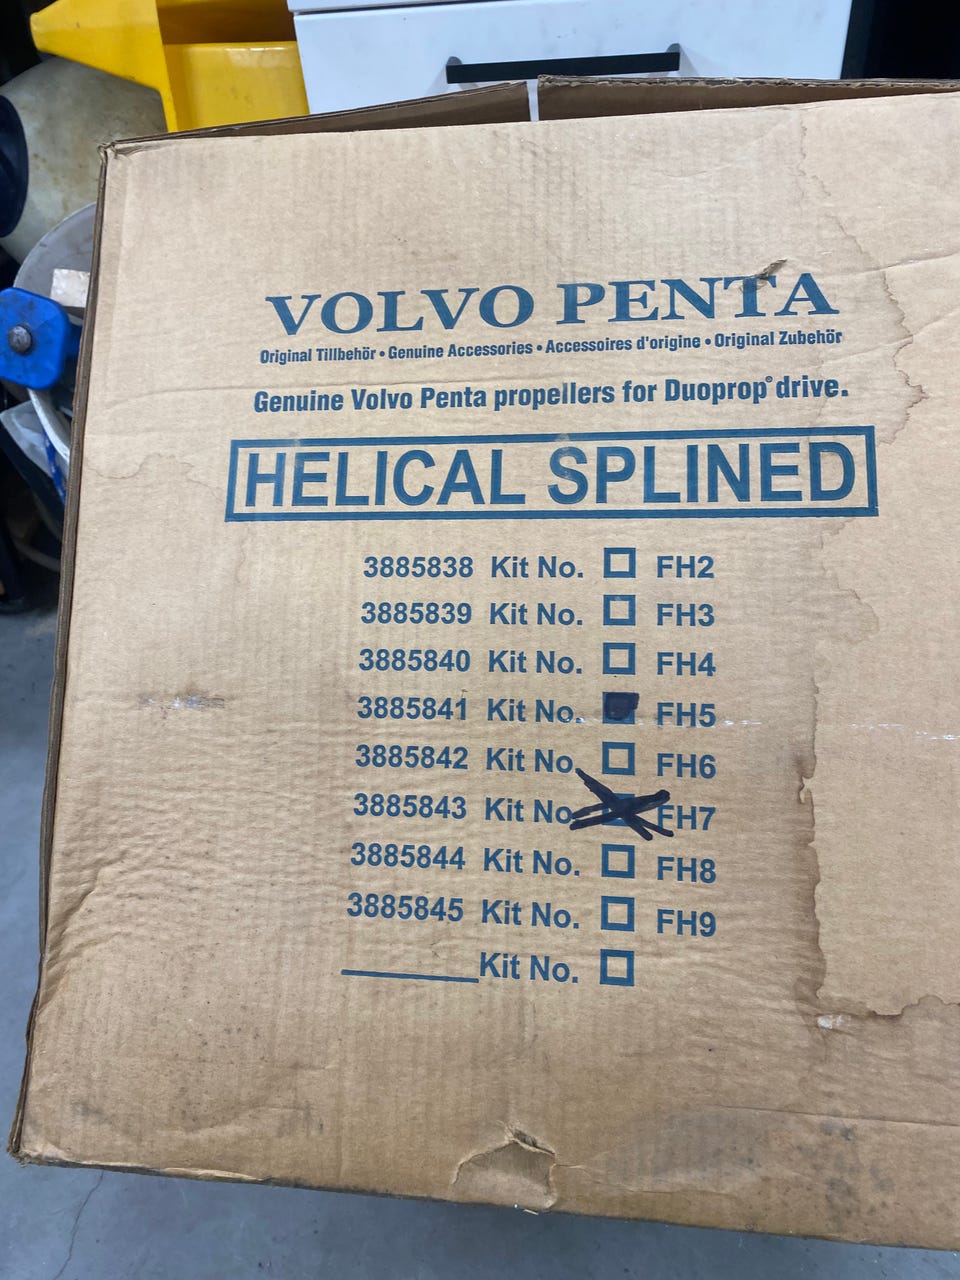 VOLVO PENTA
Original Tillbehör • Genuine Accessories • Accessoires d'origine • Original Zubehör
Genuine Volvo Penta propellers for Duoprop® drive.
HELICAL SPLINED
3885838 Kit No. FH2
3885839 Kit No. FH3
3885840 Kit No. FH4
3885841 Kit No. FH5
3885842 Kit No. FH6
3885843 Kit No. FH7
3885844 Kit No. FH8
3885845 Kit No. FH9
Kit No.